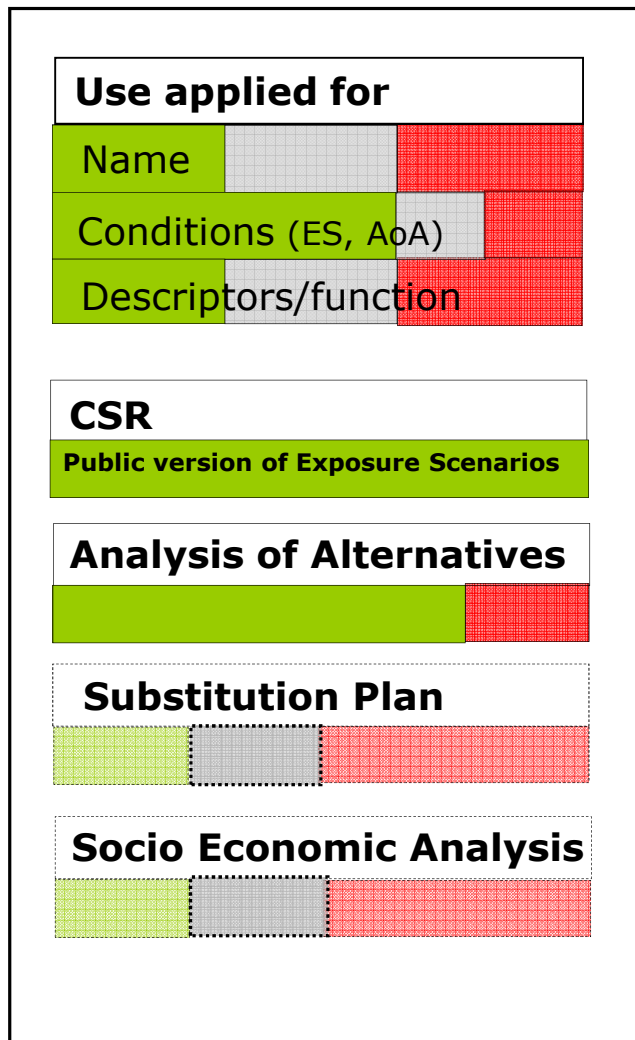 Use applied for
Name
Conditions (ES, AoA)
Descriptors/function
CSR
Public version of Exposure Scenarios
Analysis of Alternatives
Substitution Plan
Socio Economic Analysis